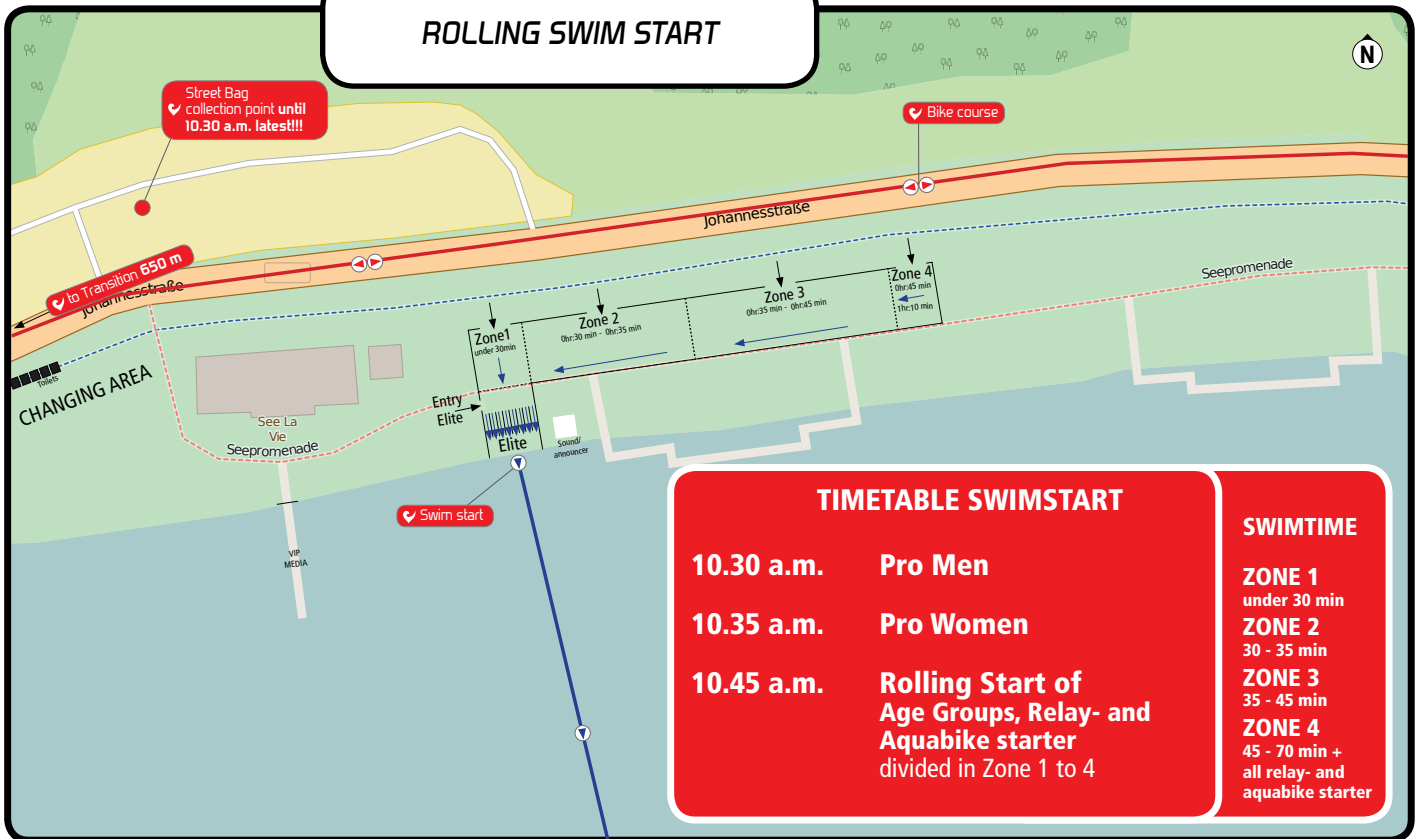 ROLLING SWIM START
N
Street Bag
collection point until
10.30 a.m. latest!!!
Bike course
Johannesstraße
to Transition 650 m
Johannesstraße
Seepromenade
Zone 4
0hr:45 min
1hr:10 min
Zone 3
0hr:35 min - 0hr:45 min
Zone 2
0hr:30 min - 0hr:35 min
Zone1
under 30min
Toilets
CHANGING AREA
See La
Vie
Seepromenade
Entry
Elite
Elite
Sound/
announcer
Swim start
VIP
MEDIA
TIMETABLE SWIMSTART
10.30 a.m. Pro Men
10.35 a.m. Pro Women
10.45 a.m. Rolling Start of
Age Groups, Relay- and
Aquabike starter
divided in Zone 1 to 4
SWIMTIME
ZONE 1
under 30 min
ZONE 2
30 - 35 min
ZONE 3
35 - 45 min
ZONE 4
45 - 70 min +
all relay- and
aquabike starter